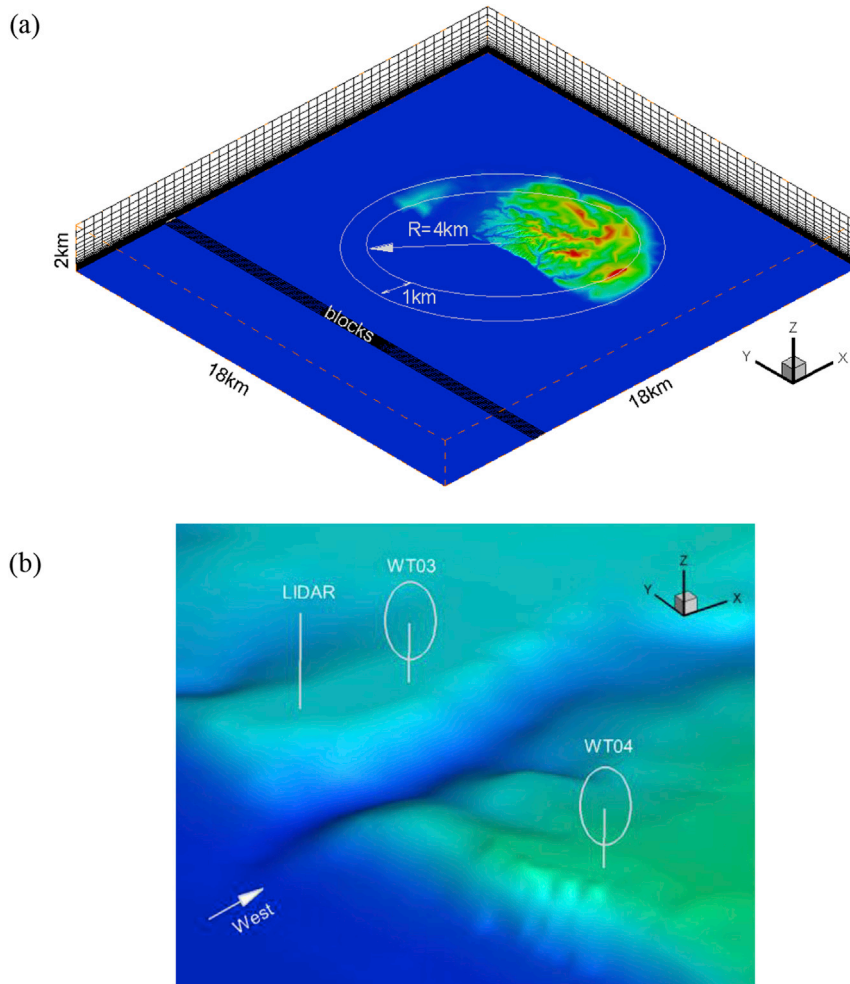 (a)
2km
R=4km
1km
blocks
18km
18km
Z
Y
X
(b)
WT03
LIDAR
Z
Y
X
WT04
West